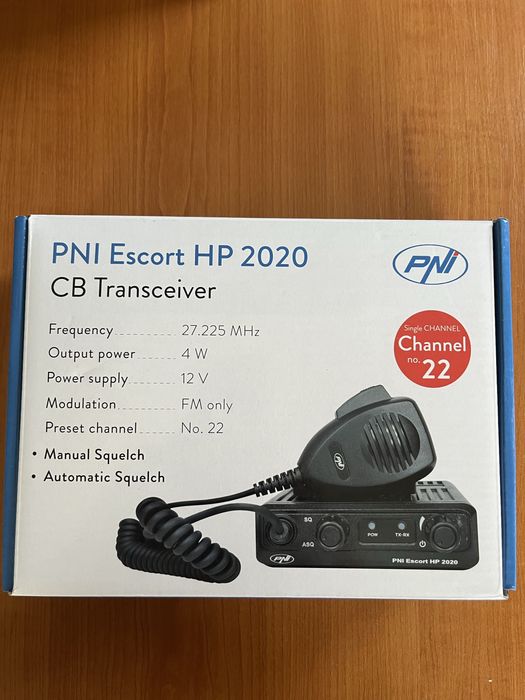 PNI Escort HP 2020
CB Transceiver
PNI
Frequency 27.225 MHz
Output power 4 W
Power supply 12 V
Modulation FM only
Preset channel No. 22
• Manual Squelch
• Automatic Squelch
Single CHANNEL
Channel
no. 22
PNI
SQ
ASQ
POW
TX-RX
PNI
PNI Escort HP 2020